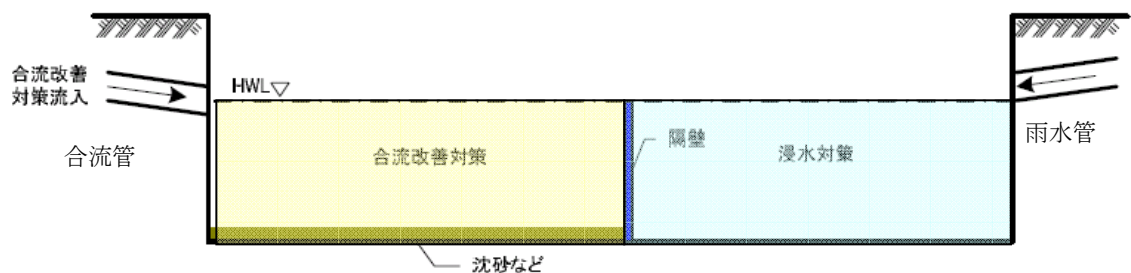 合流改善
対策流入
HWL
合流管
合流改善対策
隔壁
浸水対策
雨水管
沈砂など